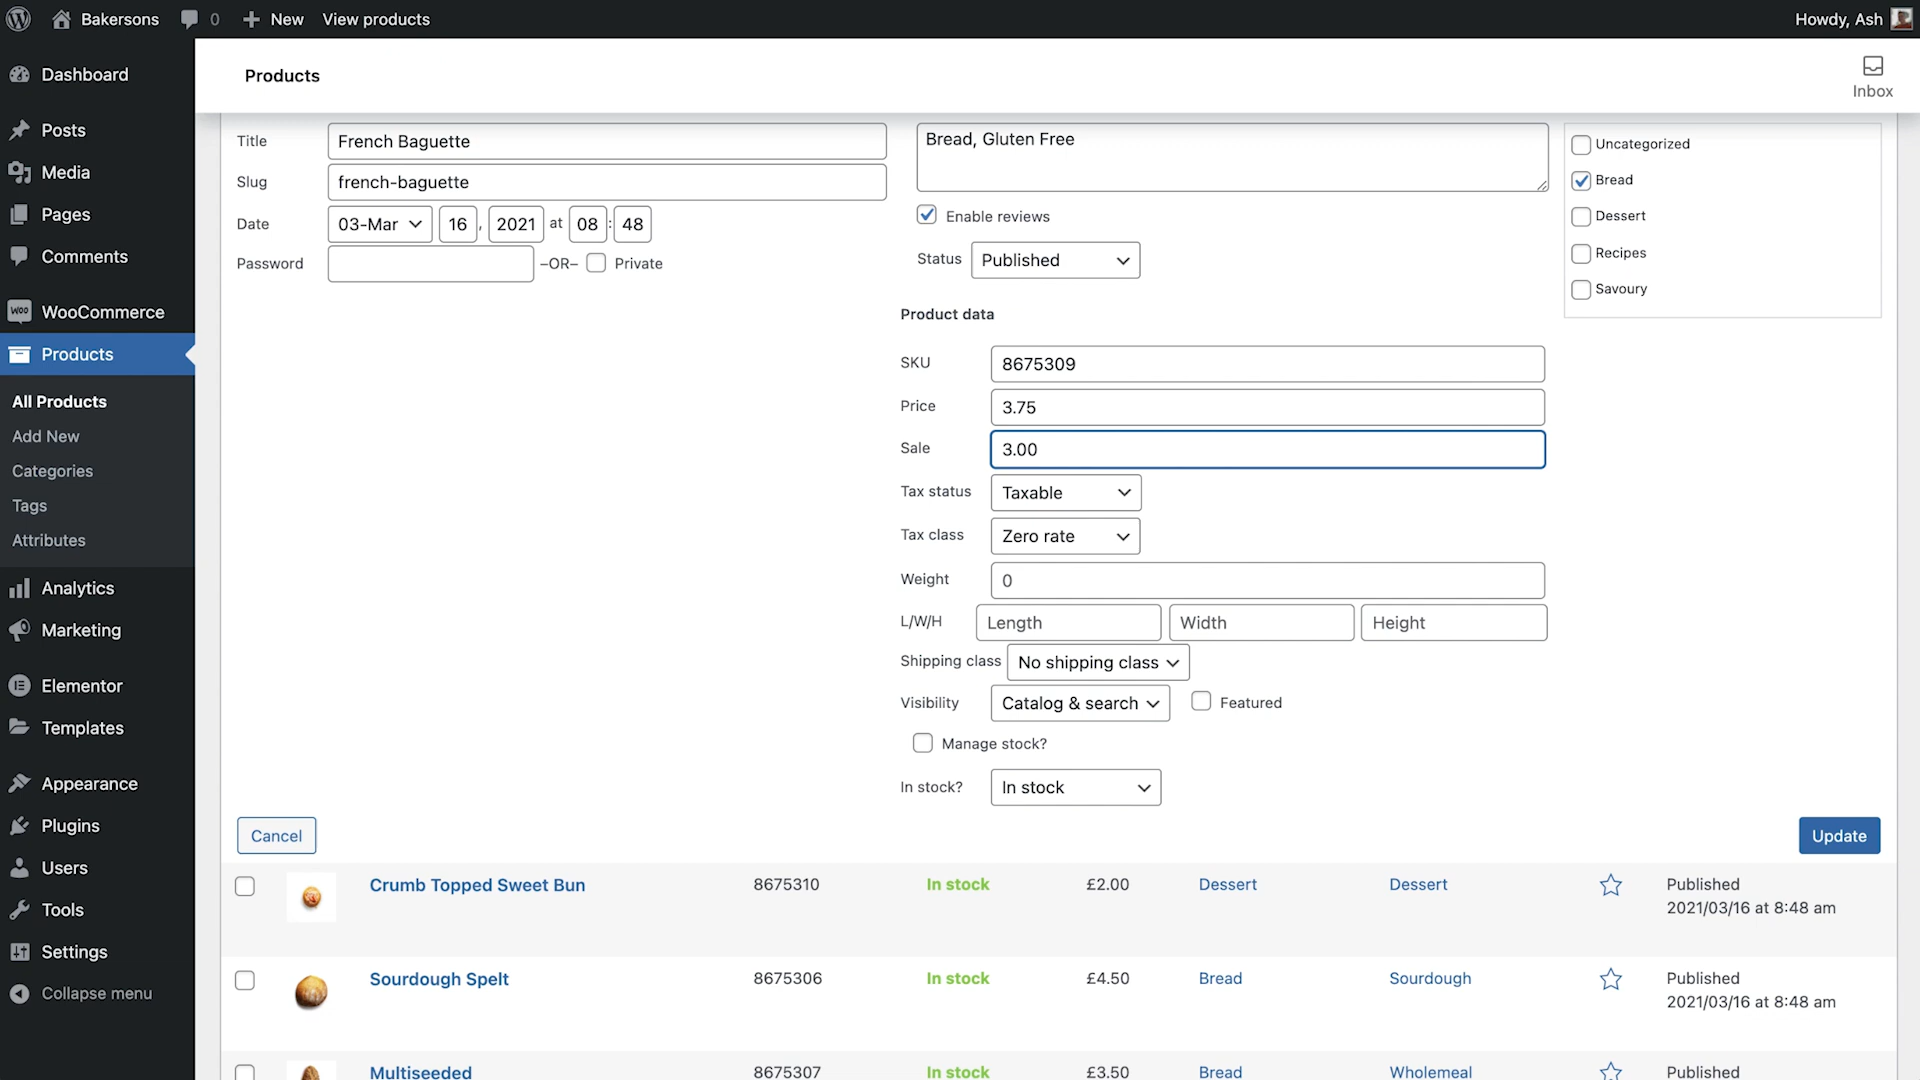 Bakersons
0
New
View products
Howdy, Ash
Products
Inbox
Dashboard
Posts
Media
Pages
Comments
WOO
WooCommerce
Products
All Products
Add New
Categories
Tags
Attributes
Analytics
Marketing
Elementor
Templates
Appearance
Plugins
Users
Tools
Settings
Collapse menu
Title
French Baguette
Slug
french-baguette
Date
03-Mar 16 , 2021 at 08 : 48
Password
–OR– Private
Bread, Gluten Free
Enable reviews
Status Published
Uncategorized
Bread
Dessert
Recipes
Savoury
Product data
SKU 8675309
Price 3.75
Sale 3.00
Tax status Taxable
Tax class Zero rate
Weight 0
L/W/H Length Width Height
Shipping class No shipping class
Visibility Catalog & search Featured
Manage stock?
In stock? In stock
Cancel
Update
Crumb Topped Sweet Bun 8675310 In stock £2.00 Dessert Dessert Published
2021/03/16 at 8:48 am
Sourdough Spelt 8675306 In stock £4.50 Bread Sourdough Published
2021/03/16 at 8:48 am
Multiseeded 8675307 In stock £3.50 Bread Wholemeal Published